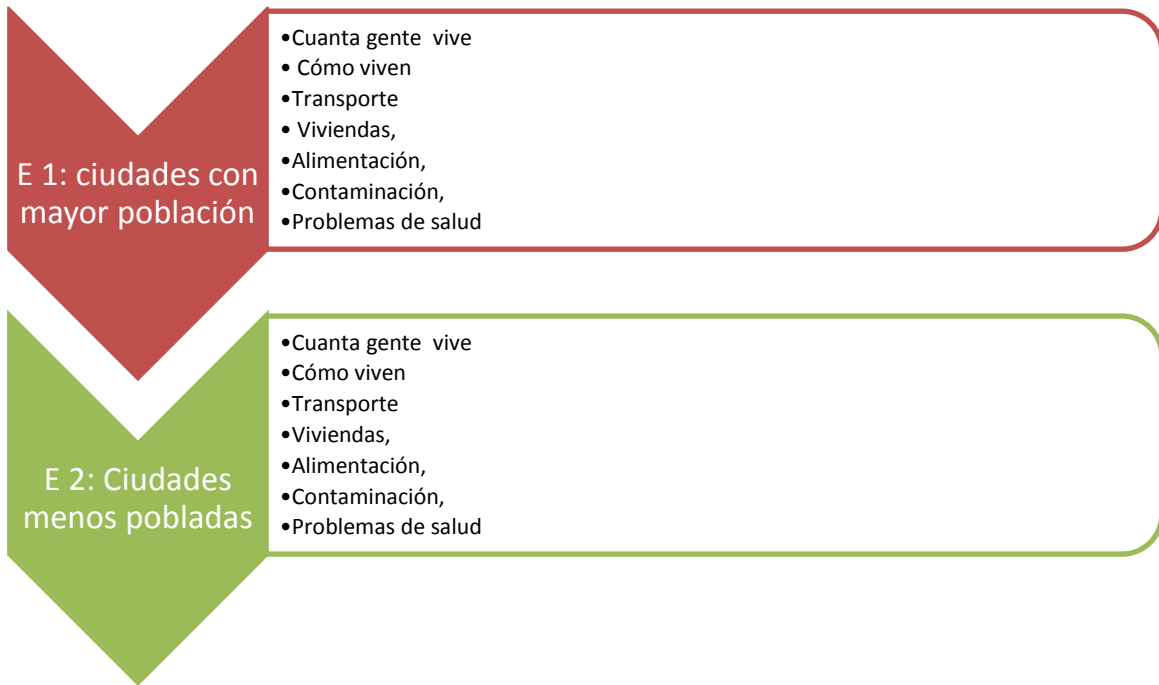 E 1: ciudades con
mayor población
•Cuanta gente  vive
• Cómo viven
•Transporte
• Viviendas,
•Alimentación,
•Contaminación,
•Problemas de salud
E 2: Ciudades
menos pobladas
•Cuanta gente  vive
•Cómo viven
•Transporte
•Viviendas,
•Alimentación,
•Contaminación,
•Problemas de salud